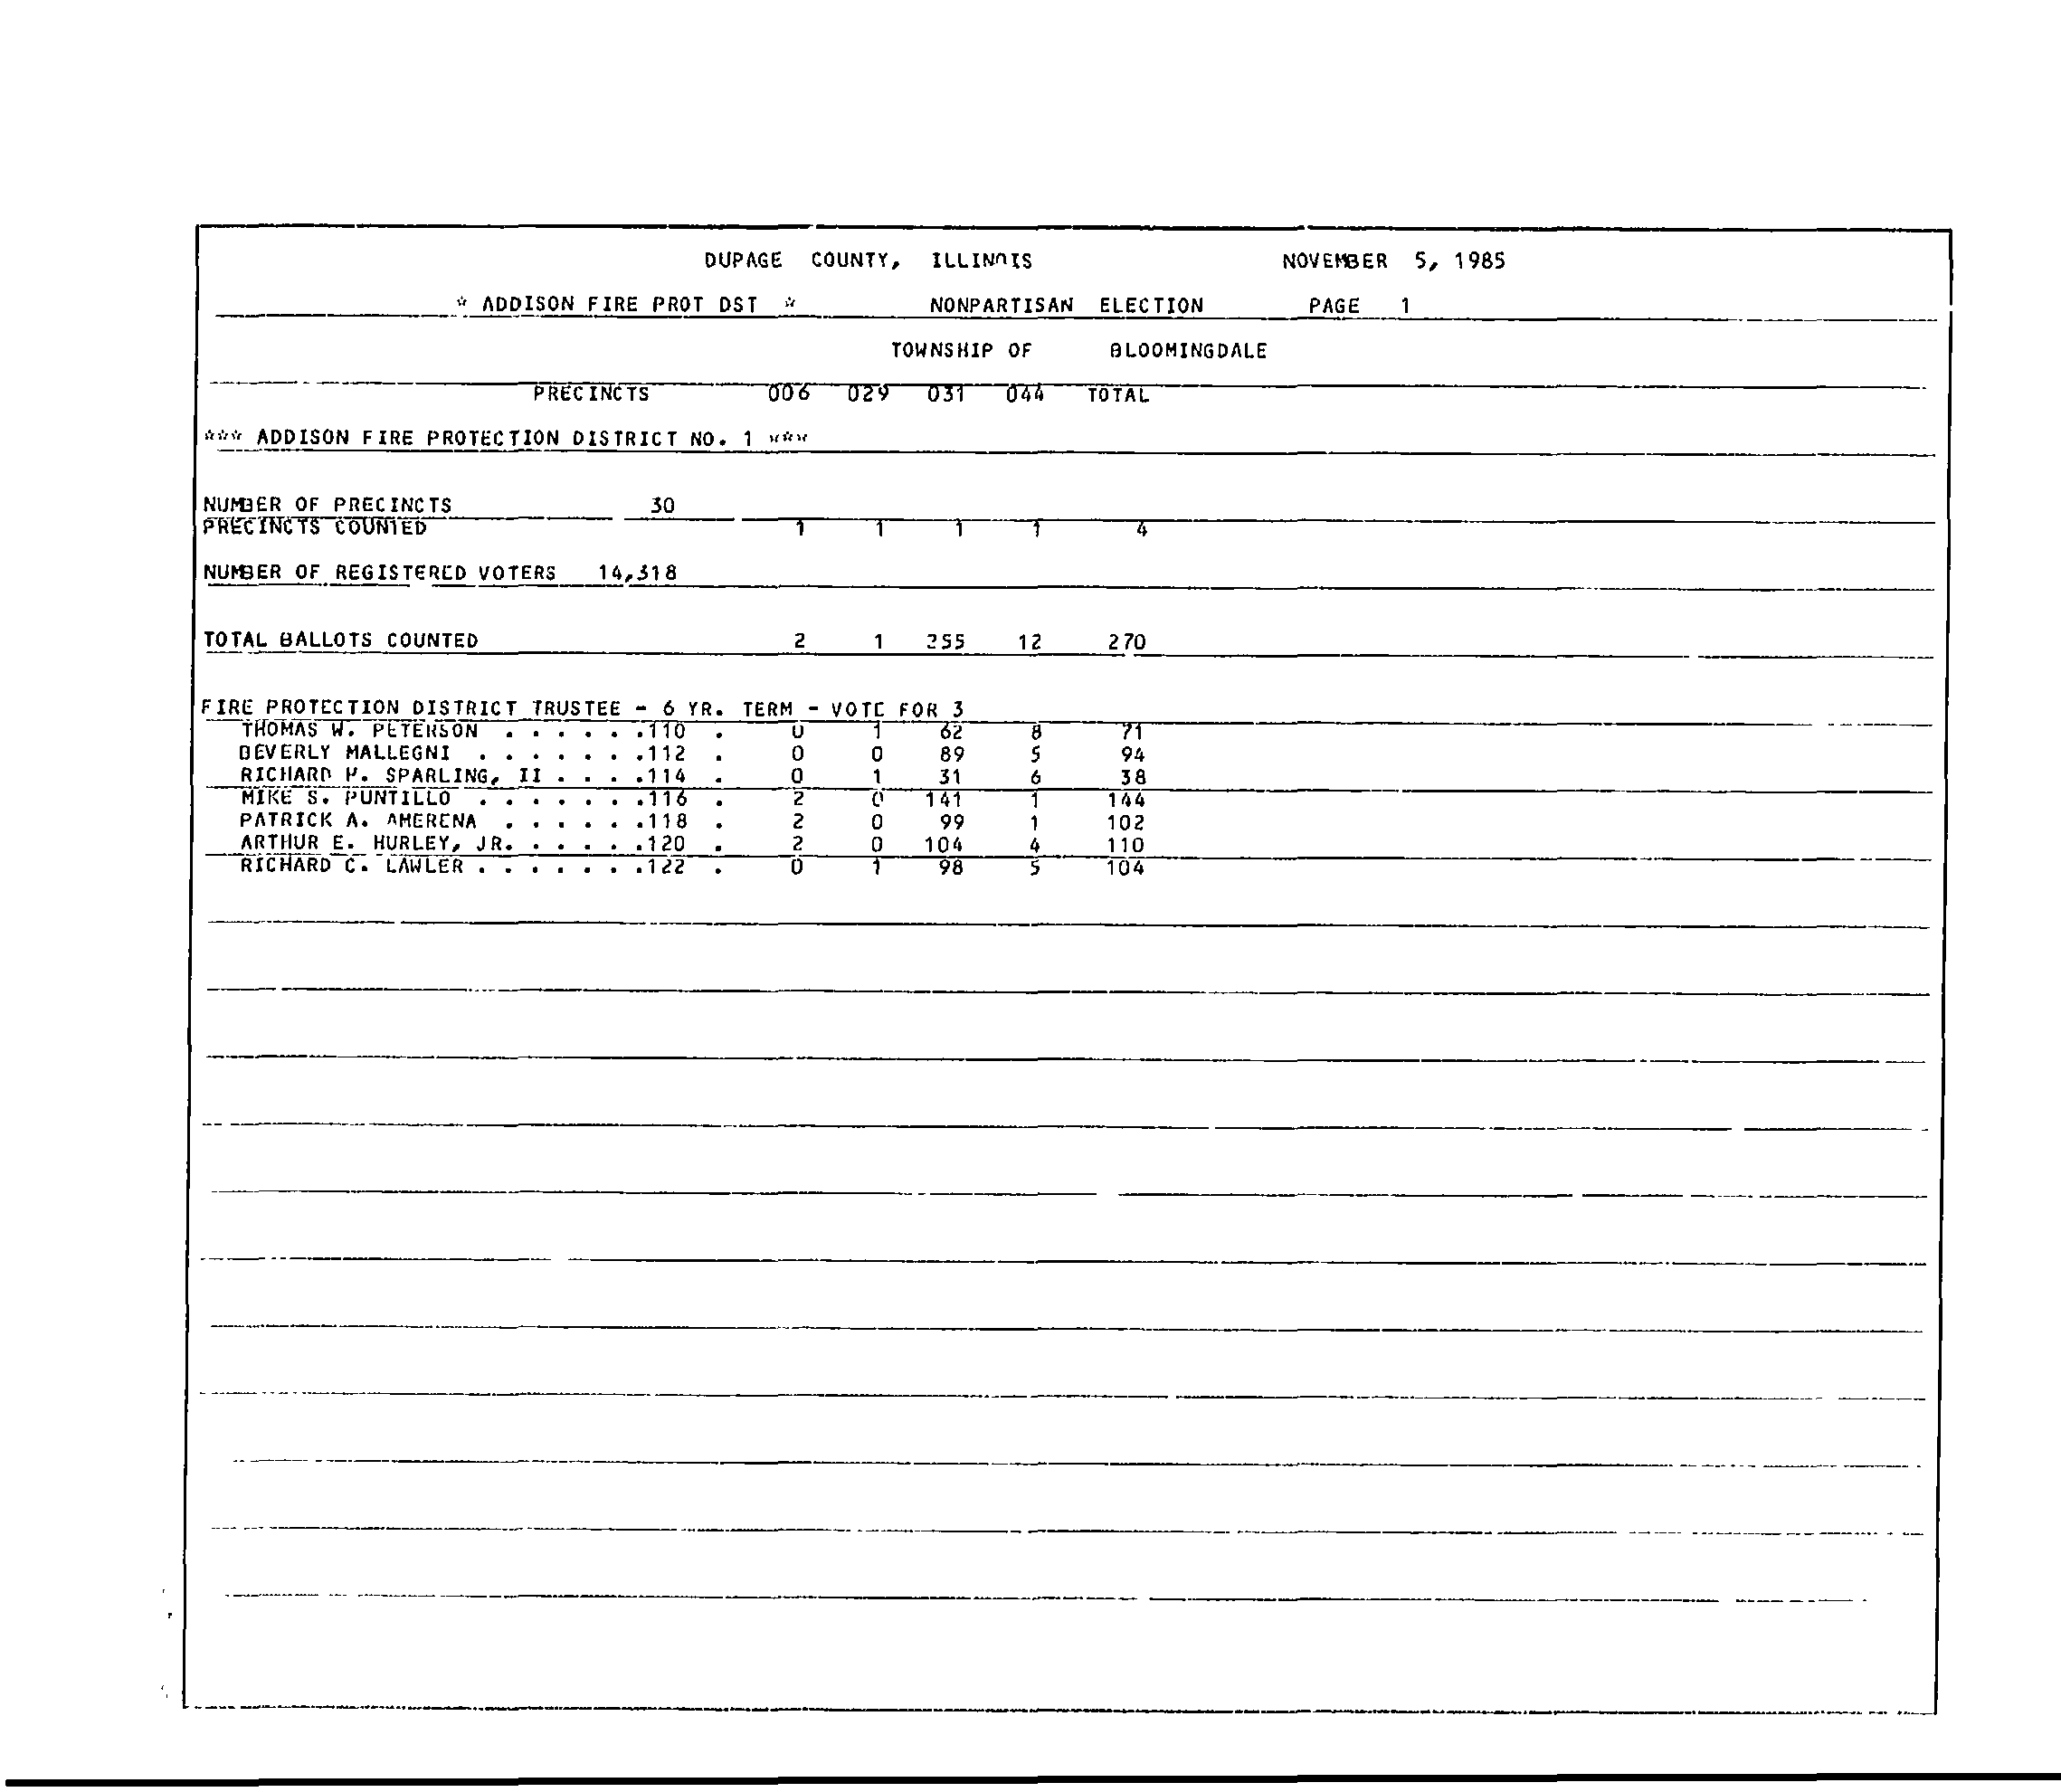 DUPAGE COUNTY, ILLINOIS NOVEMBER 5, 1985
* ADDISON FIRE PROT DST * NONPARTISAN ELECTION PAGE 1
TOWNSHIP OF BLOOMINGDALE
PRECINCTS 006 029 031 044 TOTAL
*** ADDISON FIRE PROTECTION DISTRICT NO. 1 ***
NUMBER OF PRECINCTS 30
PRECINCTS COUNTED 1 1 1 1 4
NUMBER OF REGISTERED VOTERS 14,318
TOTAL BALLOTS COUNTED 2 1 255 12 270
FIRE PROTECTION DISTRICT TRUSTEE - 6 YR. TERM - VOTE FOR 3
THOMAS W. PETERSON . . . . . .110 . 0 1 62 8 71
BEVERLY MALLEGNI . . . . . . .112 . 0 0 89 5 94
RICHARD H. SPARLING, II . . . .114 . 0 1 31 6 38
MIKE S. PUNTILLO . . . . . . .116 . 2 0 141 1 144
PATRICK A. AMERENA . . . . . .118 . 2 0 99 1 102
ARTHUR E. HURLEY, JR. . . . . .120 . 2 0 104 4 110
RICHARD C. LAWLER . . . . . . .122 . 0 1 98 5 104